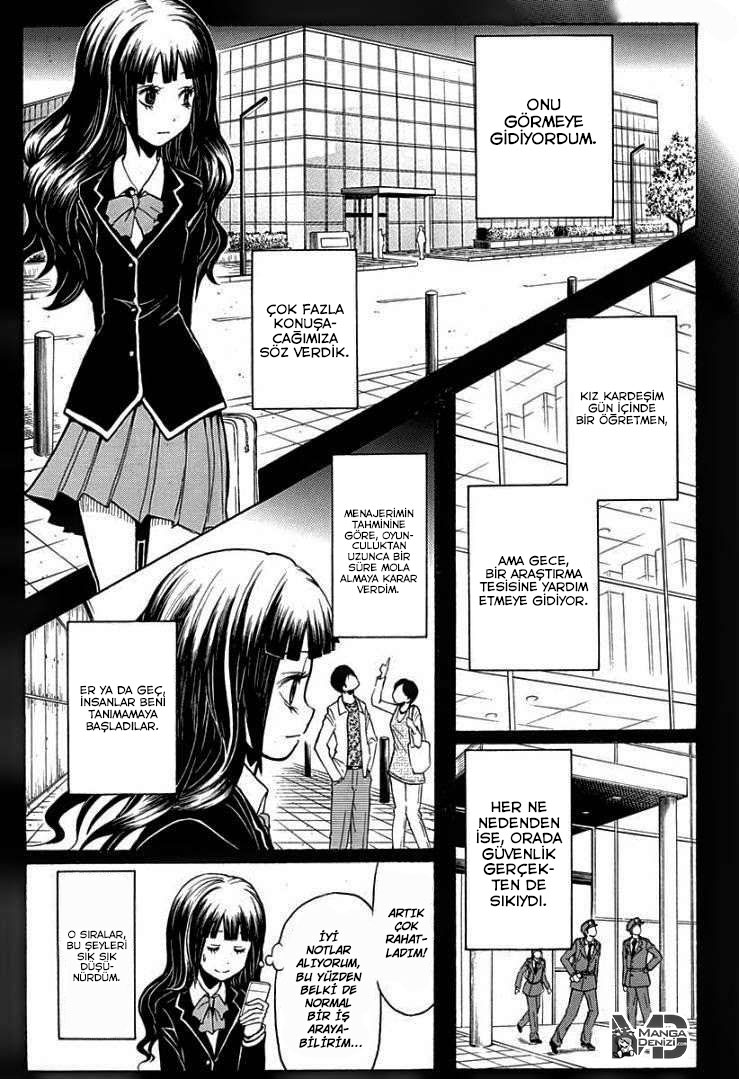 ONU
GÖRMEYE
GİDİYORDUM.
ÇOK FAZLA
KONUŞA-
CAĞIMIZA
SÖZ VERDİK.
KIZ KARDEŞİM
GÜN İÇİNDE
BİR ÖĞRETMEN,
AMA GECE,
BİR ARAŞTIRMA
TESİSİNE YARDIM
ETMEYE GİDİYOR.
HER NE
NEDENDEN
İSE, ORADA
GÜVENLİK
GERÇEK-
TEN DE
SIKIYDI.
MENAJERİMİN
TAHMİNİNE
GÖRE, OYUN-
CULUKTAN
UZUNCA BİR
SÜRE MOLA
ALMAYA KARAR
VERDİM.
ER YA DA GEÇ,
İNSANLAR BENİ
TANIMAMAYA
BAŞLADILAR.
ARTIK
ÇOK
RAHAT-
LADIM!
İYİ
NOTLAR
ALIYORUM,
BU YÜZDEN
BELKİ DE
NORMAL
BİR İŞ
ARAYA-
BİLİRİM...
O SIRALAR,
BU ŞEYLERİ
SIK SIK
DÜŞÜ-
NÜRDÜM.
MD
MANGA
DENİZİ